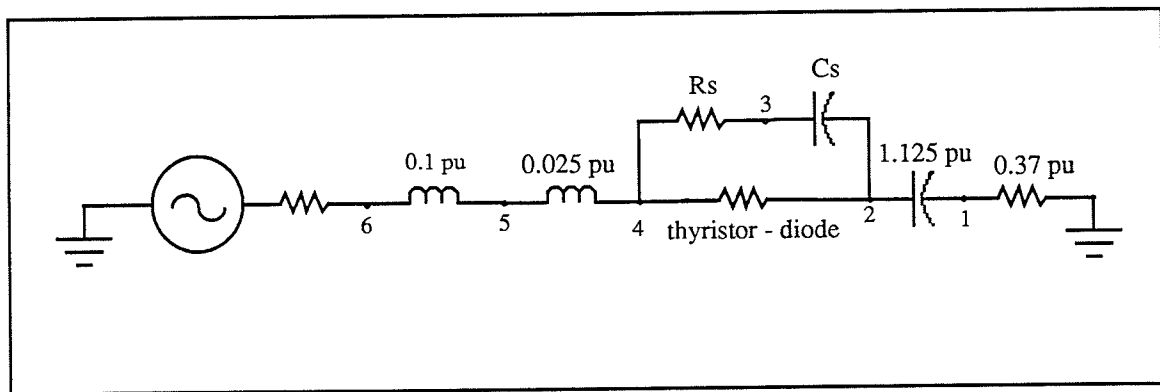 Cs
Rs
3
0.1 pu
0.025 pu
1.125 pu
0.37 pu
6
5
4
thyristor - diode
2
1